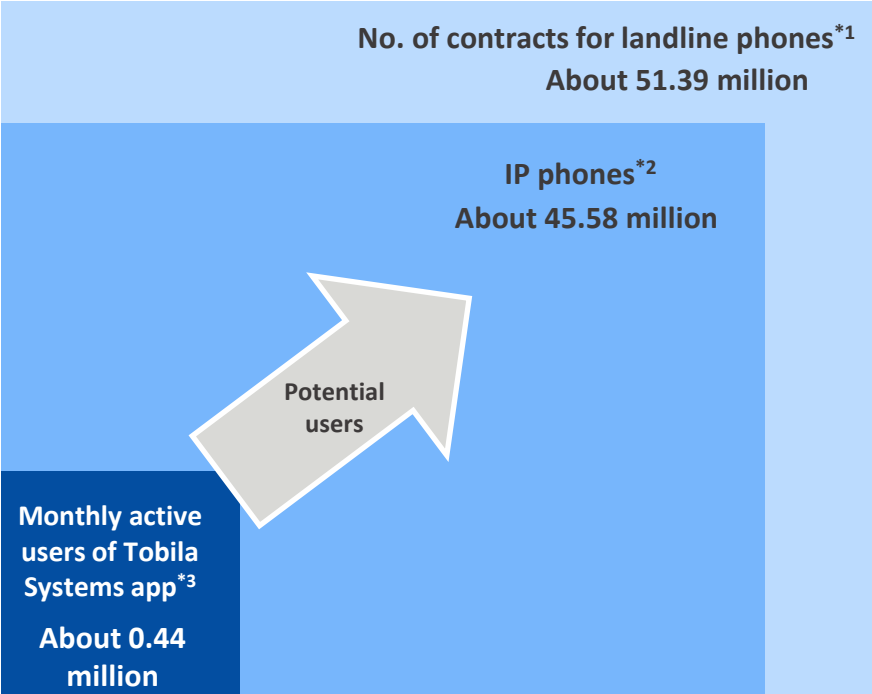 No. of contracts for landline phones*1
About 51.39 million
IP phones*2
About 45.58 million
Potential
users
Monthly active
users of Tobila
Systems app*3
About 0.44
million